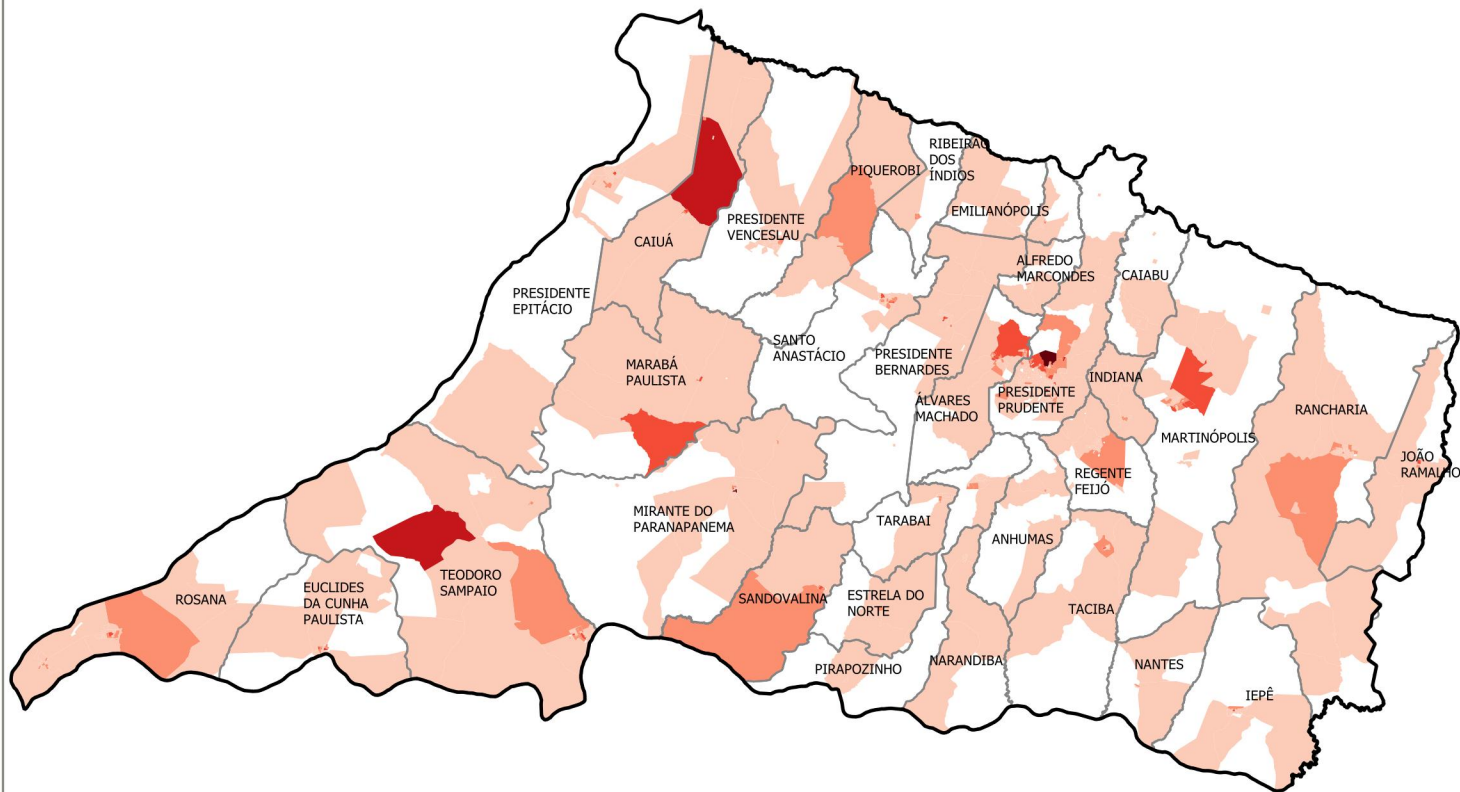 RIBEIRÃO
DOS
ÍNDIOS
PIQUEROBI
EMILIANÓPOLIS
PRESIDENTE
VENCESLAU
CAIUÁ
ALFREDO
MARCONDES
CAIABU
PRESIDENTE
EPITÁCIO
SANTO
ANASTÁCIO
PRESIDENTE
BERNARDES
MARABÁ
PAULISTA
INDIANA
ÁLVARES
MACHADO
PRESIDENTE
PRUDENTE
RANCHARIA
MARTINÓPOLIS
JOÃO
RAMALHO
REGENTE
FEIJÓ
MIRANTE DO
PARANAPANEMA
TARABAI
ANHUMAS
TEODORO
SAMPAIO
EUCLIDES
DA CUNHA
PAULISTA
ROSANA
SANDOVALINA
ESTRELA DO
NORTE
TACIBA
PIRAPOZINHO
NARANDIBA
NANTES
IEPÊ